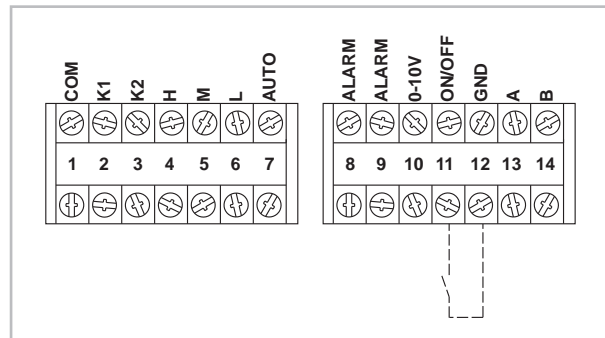 COM K1 K2 H M L AUTO
1 2 3 4 5 6 7
ALARM ALARM 0-10V ON/OFF GND A B
8 9 10 11 12 13 14